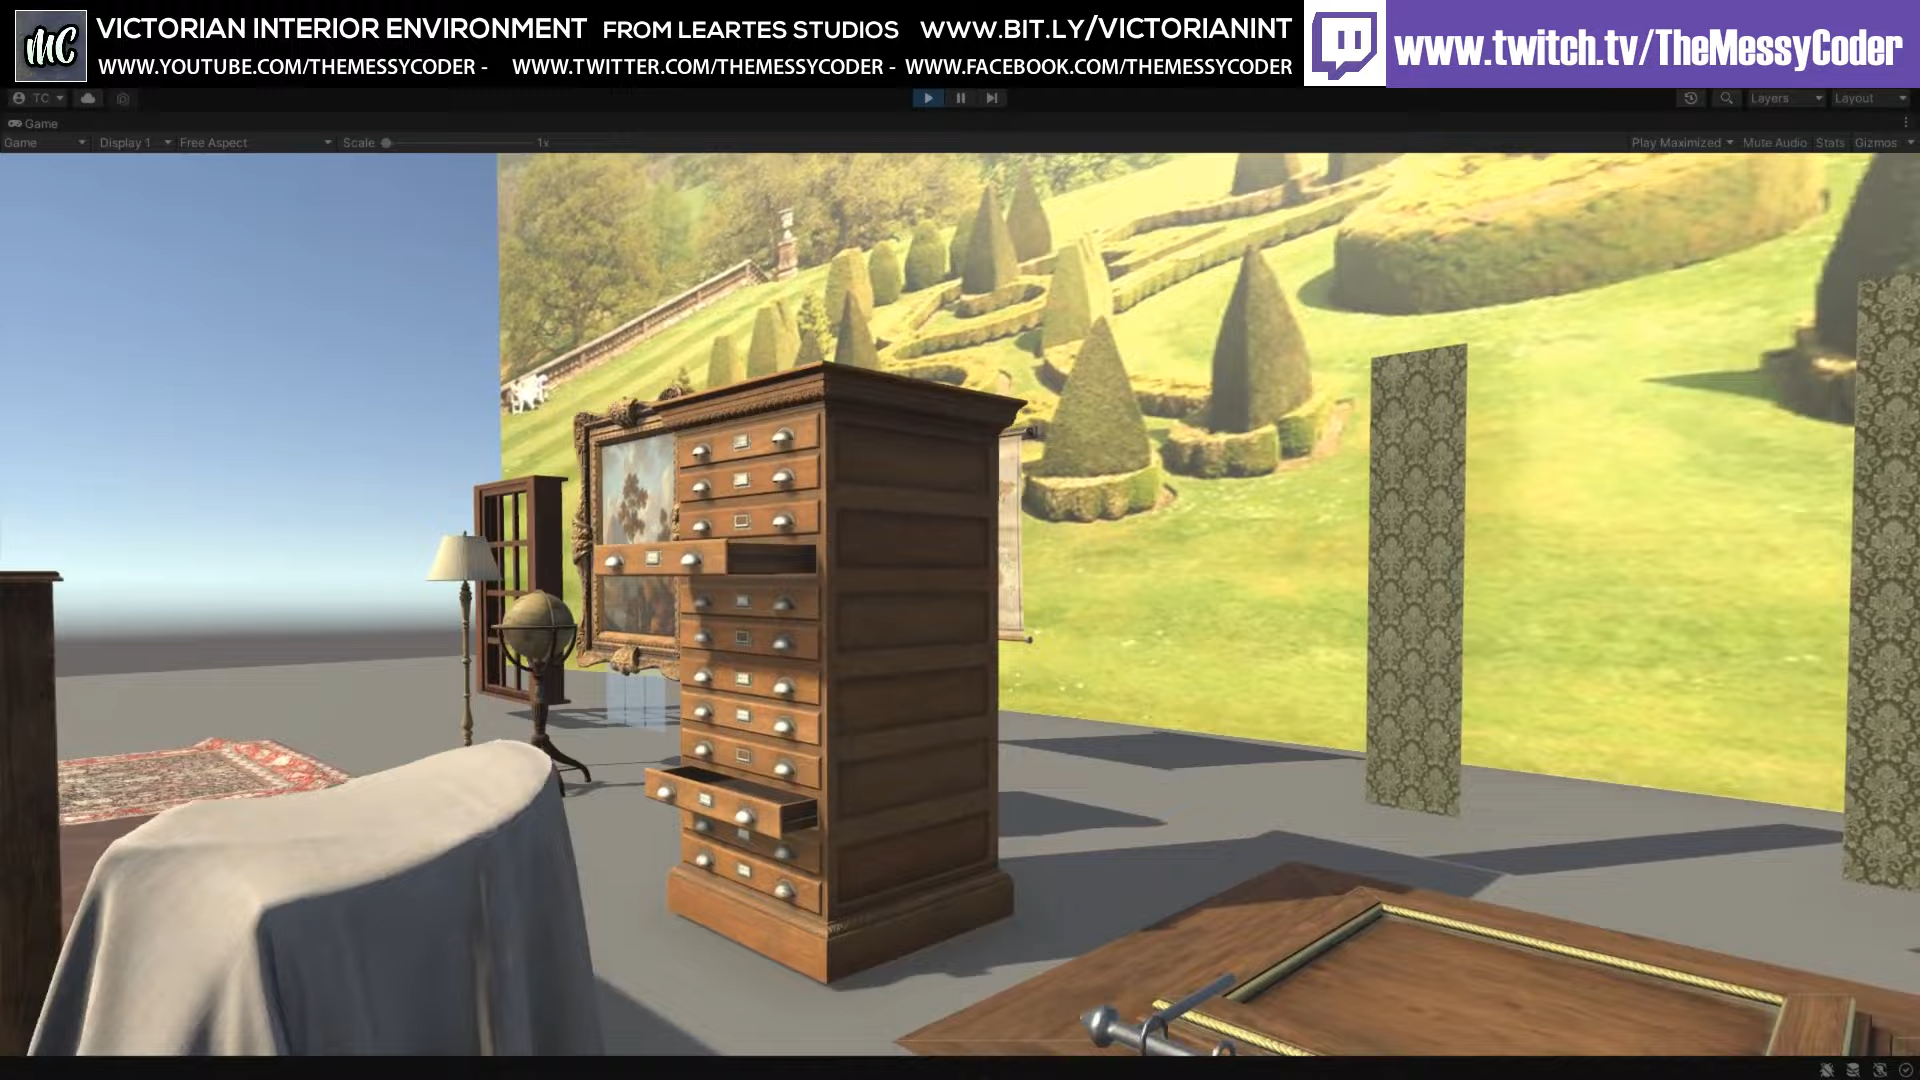 MC
VICTORIAN INTERIOR ENVIRONMENT FROM LEARTES STUDIOS WWW.BIT.LY/VICTORIANINT
WWW.YOUTUBE.COM/THEMESSYCODER - WWW.TWITTER.COM/THEMESSYCODER - WWW.FACEBOOK.COM/THEMESSYCODER
www.twitch.tv/TheMessyCoder
TC
Layers
Layout
Game
Game
Display 1
Free Aspect
Scale
1x
Play Maximized
Mute Audio
Stats
Gizmos